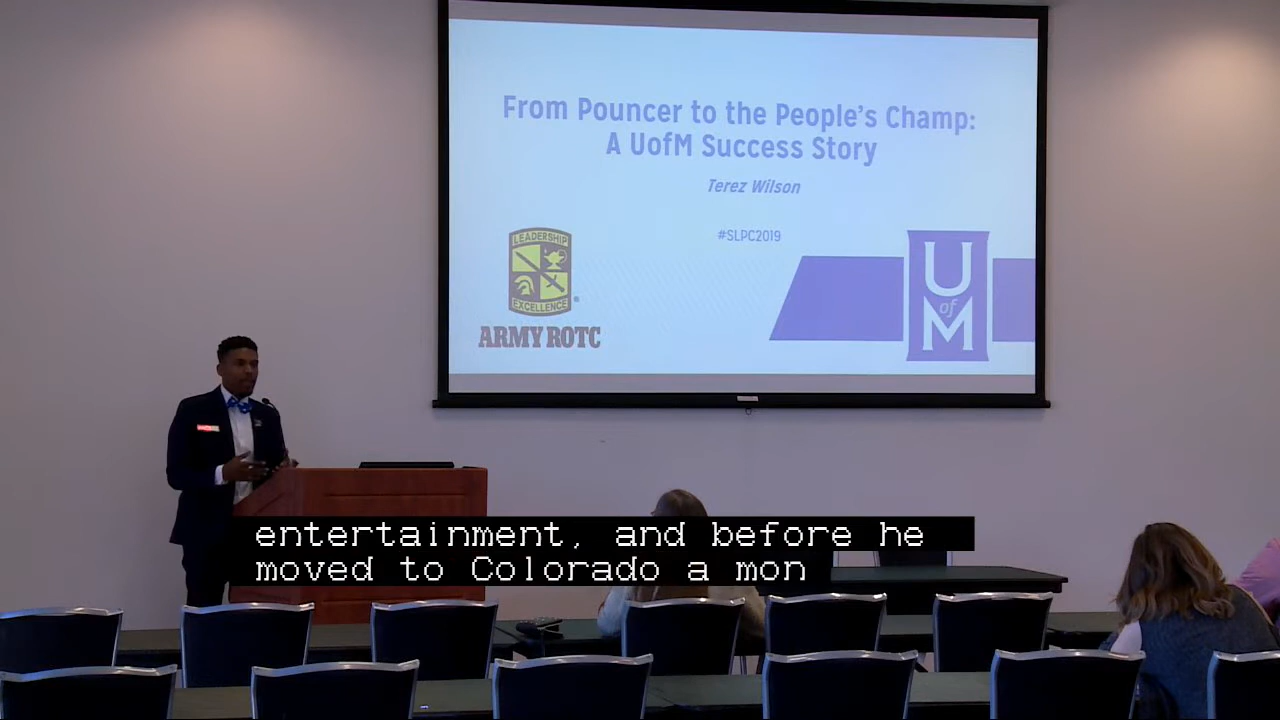 From Pouncer to the People's Champ:
A UofM Success Story
Terez Wilson
#SLPC2019
LEADERSHIP
EXCELLENCE
ARMY ROTC
U
of
M
entertainment, and before he
moved to Colorado a mon